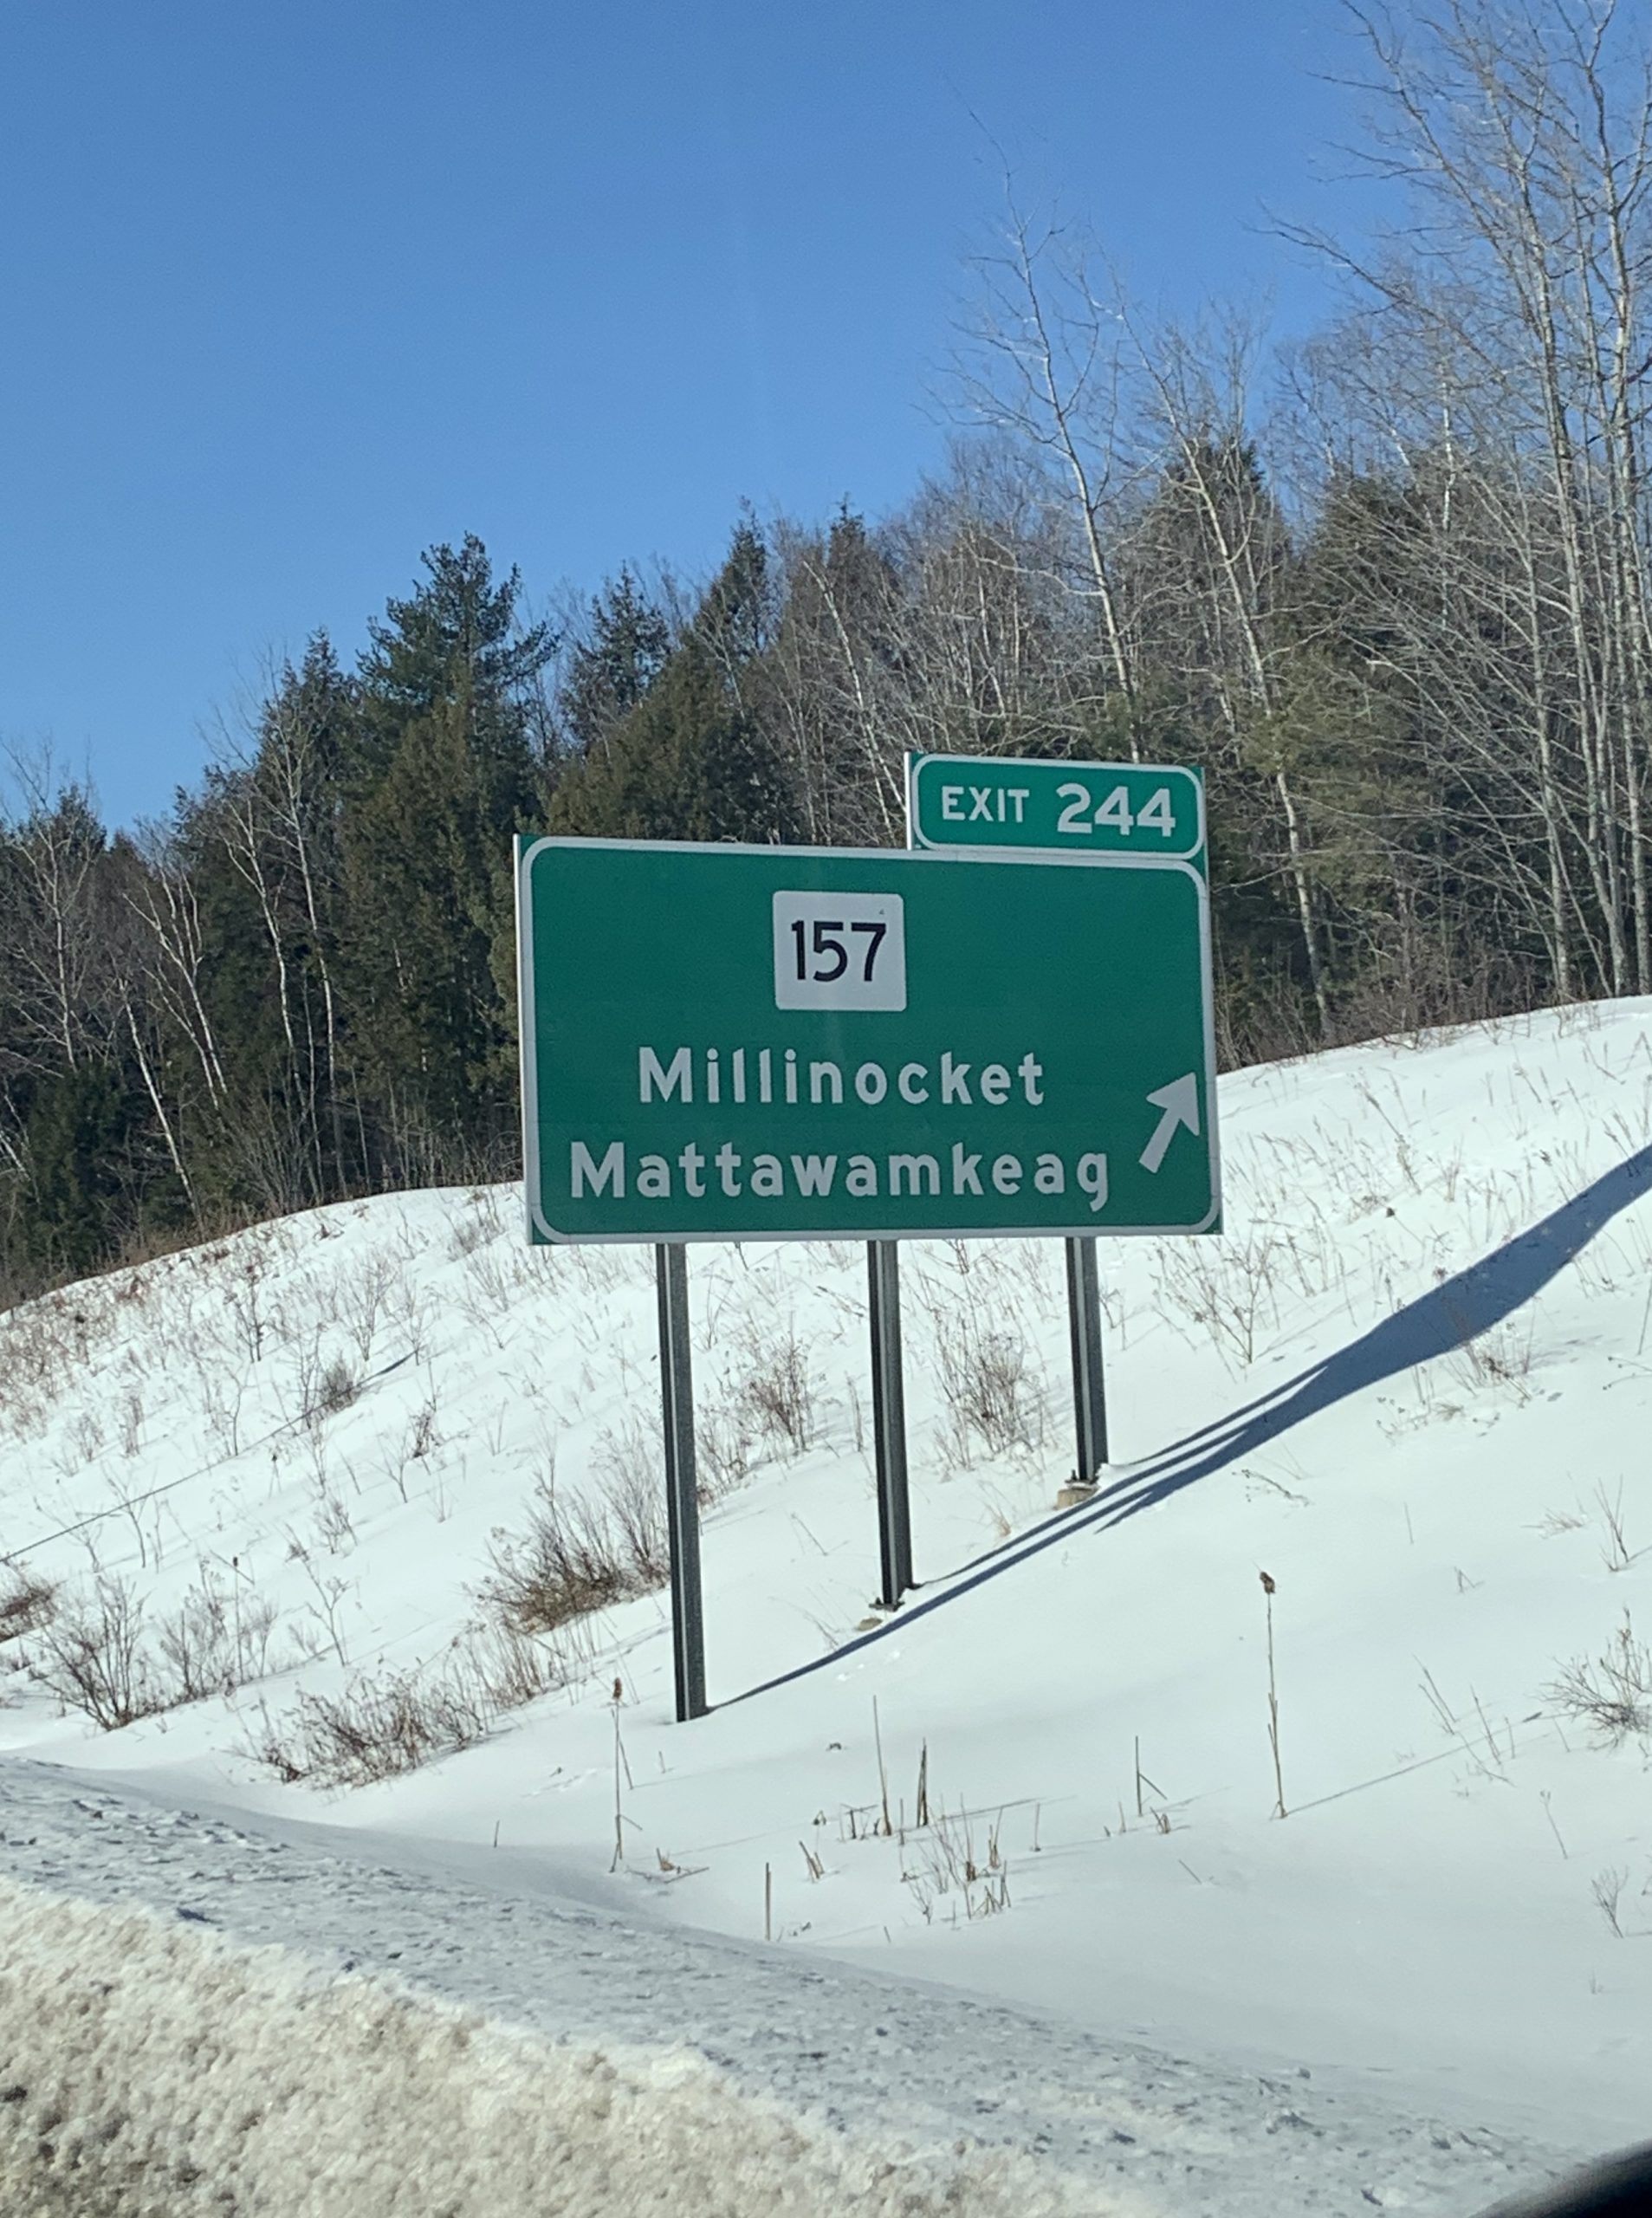 EXIT 244
157
Millinocket
Mattawamkeag